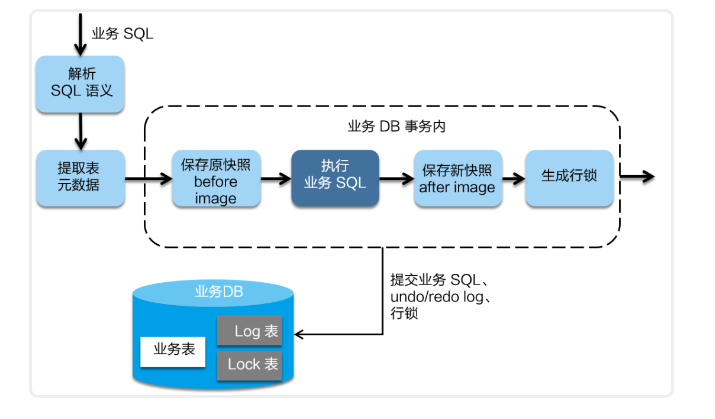 业务 SQL
解析
SQL 语义
业务 DB 事务内
提取表
元数据
保存原快照
before
image
执行
业务 SQL
保存新快照
after image
生成行锁
提交业务 SQL、
undo/redo log、
行锁
业务DB
Log 表
业务表
Lock 表